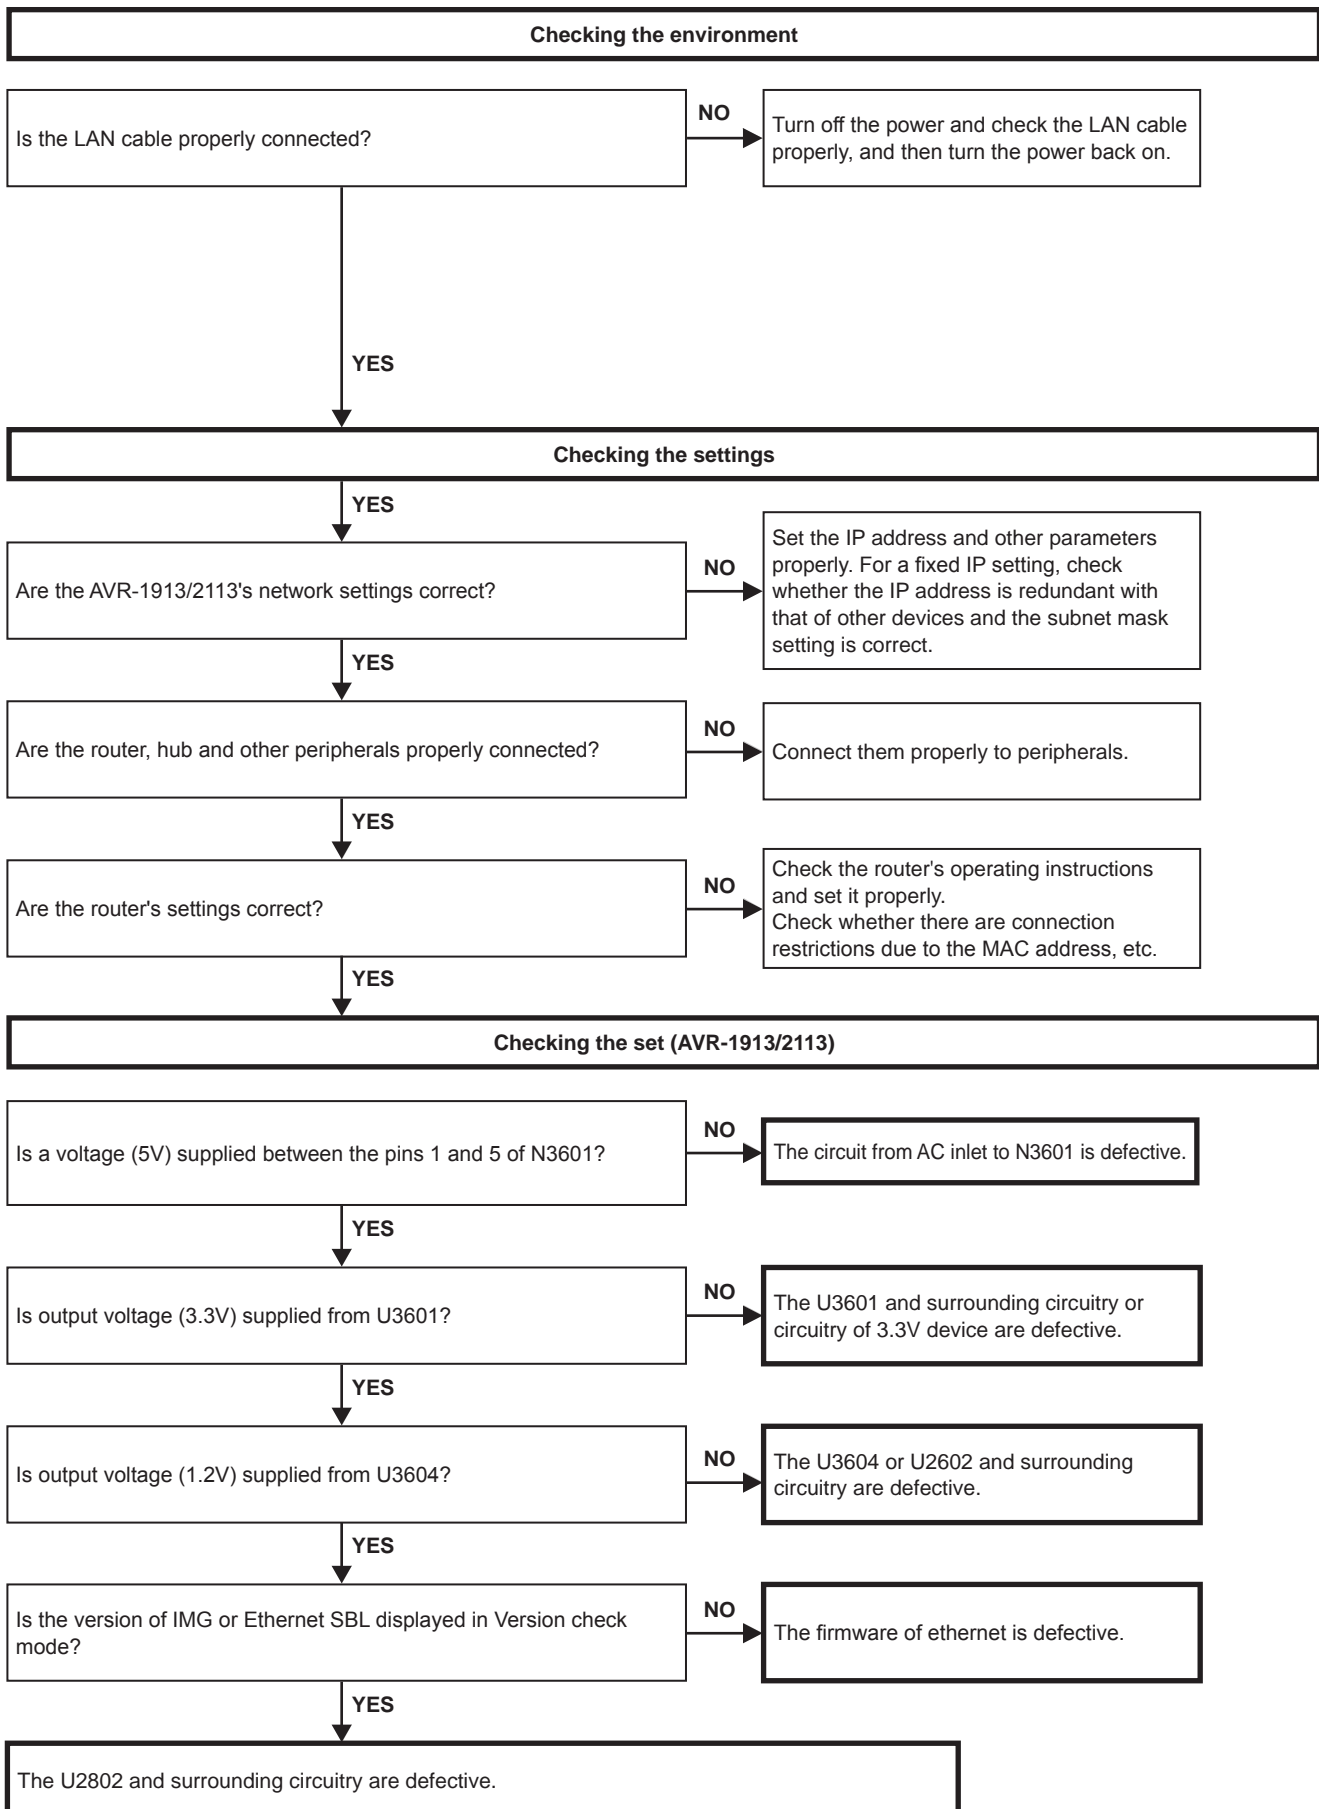 Checking the environment
Is the LAN cable properly connected?
NO
Turn off the power and check the LAN cable
properly, and then turn the power back on.
YES
Checking the settings
YES
Are the AVR-1913/2113's network settings correct?
NO
Set the IP address and other parameters
properly. For a fixed IP setting, check
whether the IP address is redundant with
that of other devices and the subnet mask
setting is correct.
YES
Are the router, hub and other peripherals properly connected?
NO
Connect them properly to peripherals.
YES
Are the router's settings correct?
NO
Check the router's operating instructions
and set it properly.
Check whether there are connection
restrictions due to the MAC address, etc.
YES
Checking the set (AVR-1913/2113)
Is a voltage (5V) supplied between the pins 1 and 5 of N3601?
NO
The circuit from AC inlet to N3601 is defective.
YES
Is output voltage (3.3V) supplied from U3601?
NO
The U3601 and surrounding circuitry or
circuitry of 3.3V device are defective.
YES
Is output voltage (1.2V) supplied from U3604?
NO
The U3604 or U2602 and surrounding
circuitry are defective.
YES
Is the version of IMG or Ethernet SBL displayed in Version check
mode?
NO
The firmware of ethernet is defective.
YES
The U2802 and surrounding circuitry are defective.